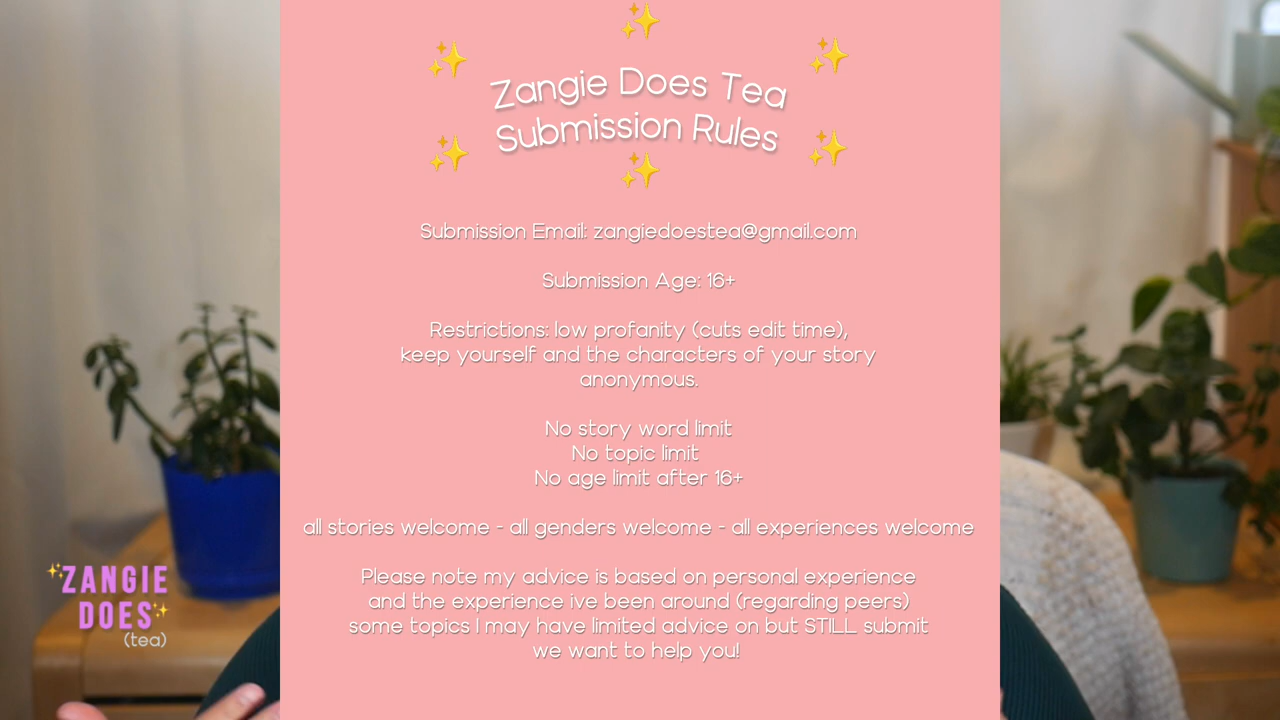 Zangie Does Tea
Submission Rules
Submission Email: zangiedoestea@gmail.com
Submission Age: 16+
Restrictions: low profanity (cuts edit time),
keep yourself and the characters of your story
anonymous.
No story word limit
No topic limit
No age limit after 16+
all stories welcome - all genders welcome - all experiences welcome
Please note my advice is based on personal experience
and the experience ive been around (regarding peers)
some topics I may have limited advice on but STILL submit
we want to help you!
ZANGIE
DOES
(tea)